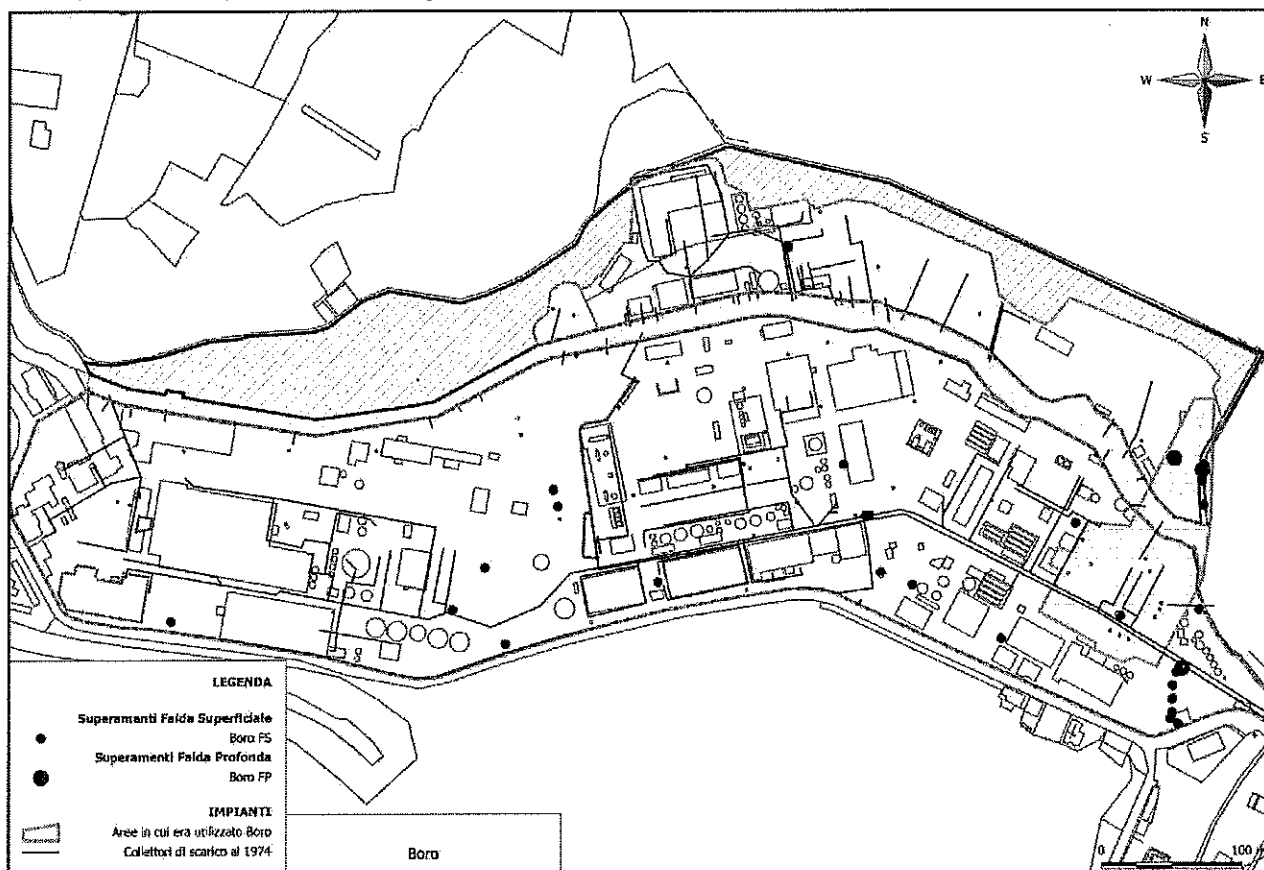 N
W E
S
LEGENDA
Superamanti Falda Superficiale
Boro FS
Superamenti Falda Profonda
Boro FP
IMPIANTI
Aree in cui era utilizzato Boro
Collettori di scarico al 1974
Boro
0 100